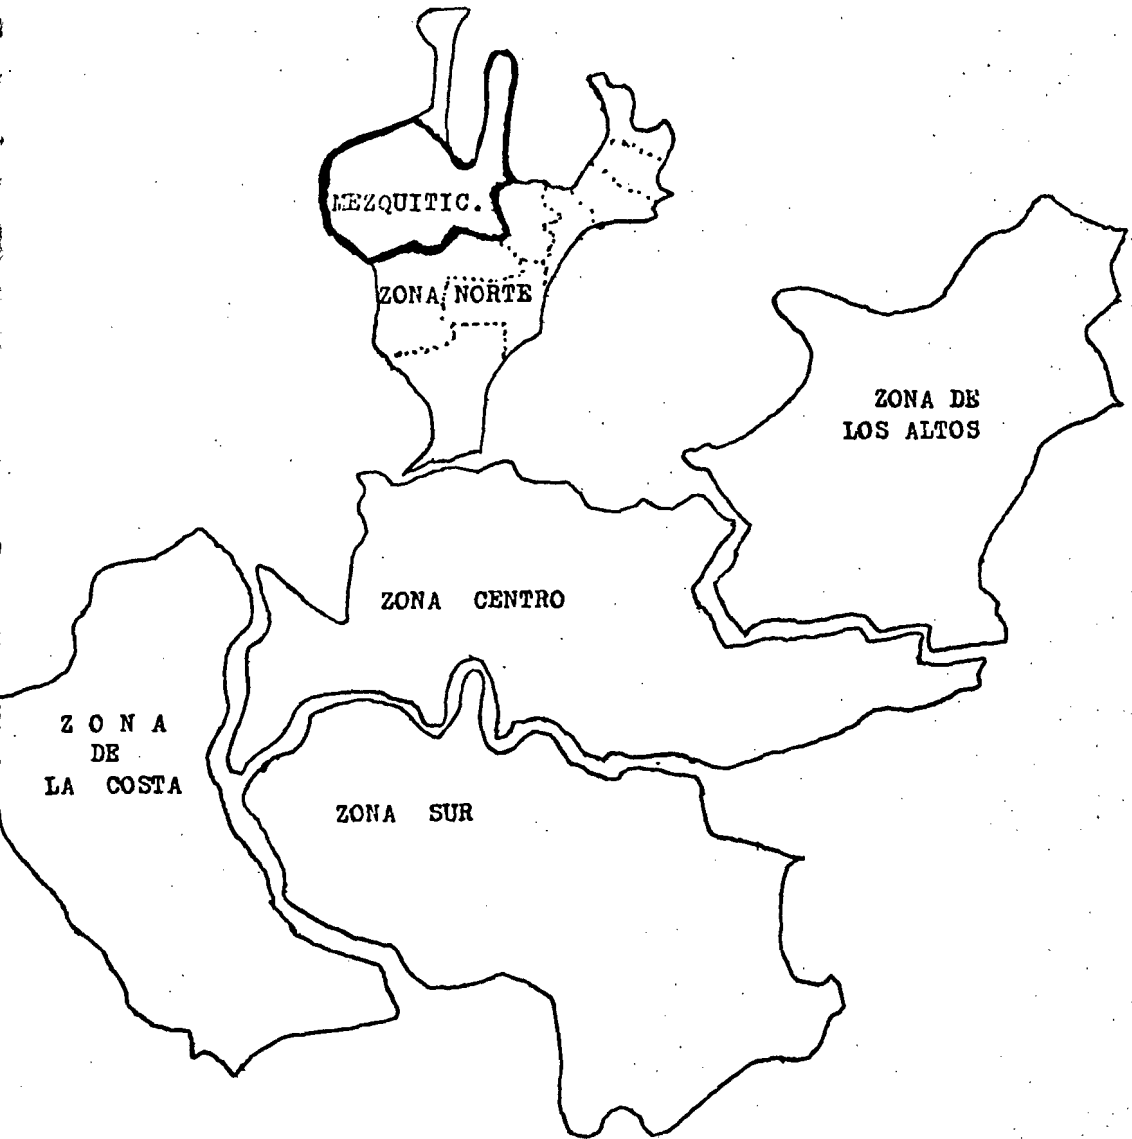 MEZQUITIC.
ZONA NORTE
ZONA DE
LOS ALTOS
ZONA CENTRO
Z O N A
DE
LA COSTA
ZONA SUR